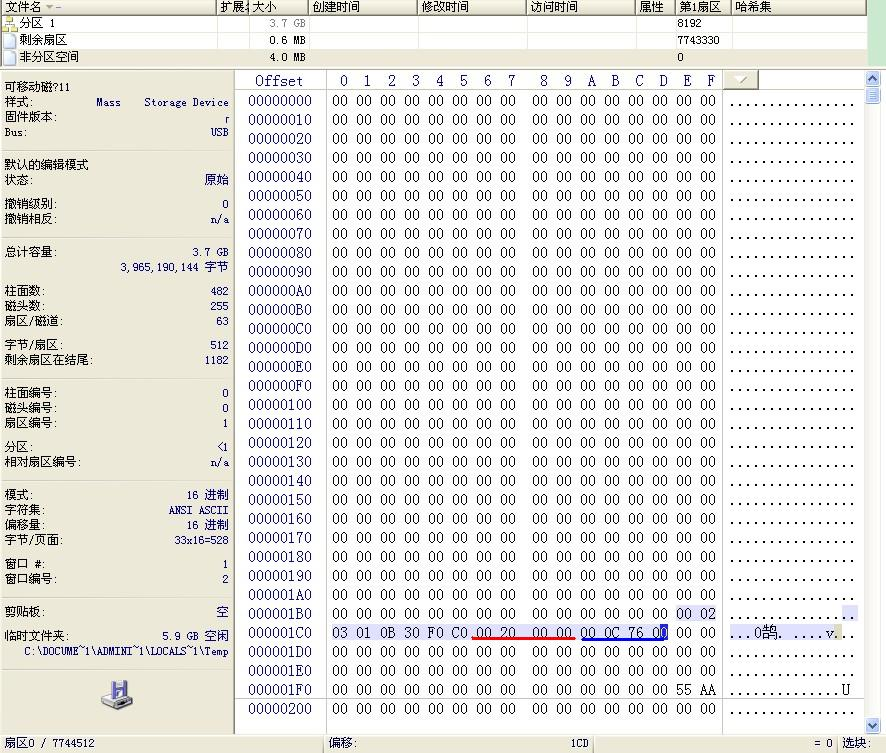 文件名 扩展名 大小 创建时间 修改时间 访问时间 属性 第1扇区 哈希集
分区 1 3.7 GB 8192
剩余扇区 0.6 MB 7743330
非分区空间 4.0 MB 0
可移动磁?11
样式: Mass Storage Device
固件版本: r
Bus: USB
默认的编辑模式
状态: 原始
撤销级别: 0
撤销相反: n/a
总计容量: 3.7 GB
3,965,190,144 字节
柱面数: 482
磁头数: 255
扇区/磁道: 63
字节/扇区: 512
剩余扇区在结尾: 1182
柱面编号: 0
磁头编号: 0
扇区编号: 1
分区: <1
相对扇区编号: n/a
模式: 16 进制
字符集: ANSI ASCII
偏移量: 16 进制
字节/页面: 33x16=528
窗口 #: 1
窗口编号: 2
剪贴板: 空
临时文件夹: 5.9 GB 空闲
C:\DOCUME~1\ADMINI~1\LOCALS~1\Temp
Offset 0 1 2 3 4 5 6 7 8 9 A B C D E F
00000000 00 00 00 00 00 00 00 00 00 00 00 00 00 00 00 00 ................
00000010 00 00 00 00 00 00 00 00 00 00 00 00 00 00 00 00 ................
00000020 00 00 00 00 00 00 00 00 00 00 00 00 00 00 00 00 ................
00000030 00 00 00 00 00 00 00 00 00 00 00 00 00 00 00 00 ................
00000040 00 00 00 00 00 00 00 00 00 00 00 00 00 00 00 00 ................
00000050 00 00 00 00 00 00 00 00 00 00 00 00 00 00 00 00 ................
00000060 00 00 00 00 00 00 00 00 00 00 00 00 00 00 00 00 ................
00000070 00 00 00 00 00 00 00 00 00 00 00 00 00 00 00 00 ................
00000080 00 00 00 00 00 00 00 00 00 00 00 00 00 00 00 00 ................
00000090 00 00 00 00 00 00 00 00 00 00 00 00 00 00 00 00 ................
000000A0 00 00 00 00 00 00 00 00 00 00 00 00 00 00 00 00 ................
000000B0 00 00 00 00 00 00 00 00 00 00 00 00 00 00 00 00 ................
000000C0 00 00 00 00 00 00 00 00 00 00 00 00 00 00 00 00 ................
000000D0 00 00 00 00 00 00 00 00 00 00 00 00 00 00 00 00 ................
000000E0 00 00 00 00 00 00 00 00 00 00 00 00 00 00 00 00 ................
000000F0 00 00 00 00 00 00 00 00 00 00 00 00 00 00 00 00 ................
00000100 00 00 00 00 00 00 00 00 00 00 00 00 00 00 00 00 ................
00000110 00 00 00 00 00 00 00 00 00 00 00 00 00 00 00 00 ................
00000120 00 00 00 00 00 00 00 00 00 00 00 00 00 00 00 00 ................
00000130 00 00 00 00 00 00 00 00 00 00 00 00 00 00 00 00 ................
00000140 00 00 00 00 00 00 00 00 00 00 00 00 00 00 00 00 ................
00000150 00 00 00 00 00 00 00 00 00 00 00 00 00 00 00 00 ................
00000160 00 00 00 00 00 00 00 00 00 00 00 00 00 00 00 00 ................
00000170 00 00 00 00 00 00 00 00 00 00 00 00 00 00 00 00 ................
00000180 00 00 00 00 00 00 00 00 00 00 00 00 00 00 00 00 ................
00000190 00 00 00 00 00 00 00 00 00 00 00 00 00 00 00 00 ................
000001A0 00 00 00 00 00 00 00 00 00 00 00 00 00 00 00 00 ................
000001B0 00 00 00 00 00 00 00 00 00 00 00 00 00 00 00 02 ................
000001C0 03 01 0B 30 F0 C0 00 20 00 00 00 0C 76 00 00 00 ...0鹄. .....v...
000001D0 00 00 00 00 00 00 00 00 00 00 00 00 00 00 00 00 ................
000001E0 00 00 00 00 00 00 00 00 00 00 00 00 00 00 00 00 ................
000001F0 00 00 00 00 00 00 00 00 00 00 00 00 00 00 55 AA ..............U
00000200 00 00 00 00 00 00 00 00 00 00 00 00 00 00 00 00 ................
扇区0 / 7744512 偏移: 1CD = 0 选块: